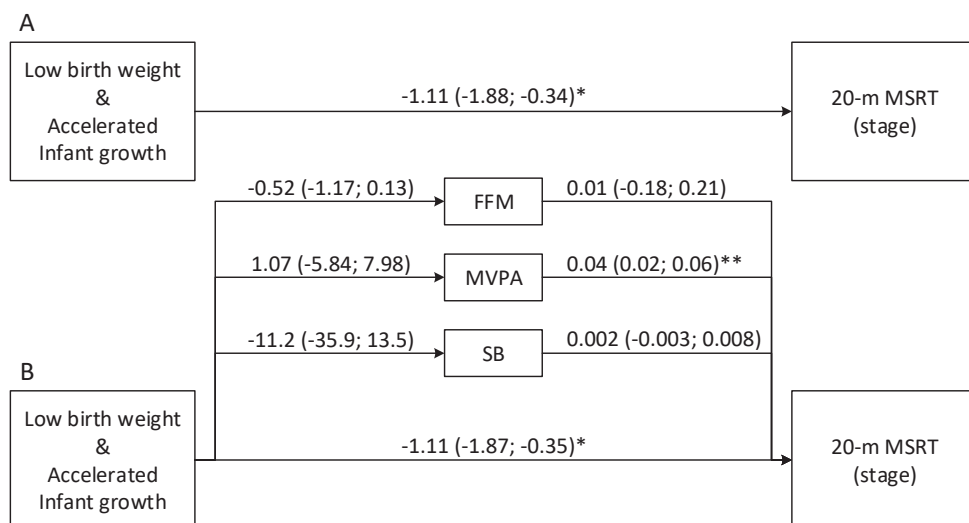 A
Low birth weight
&
Accelerated
Infant growth
-1.11 (-1.88; -0.34)*
20-m MSRT
(stage)
-0.52 (-1.17; 0.13)
FFM
0.01 (-0.18; 0.21)
1.07 (-5.84; 7.98)
MVPA
0.04 (0.02; 0.06)**
-11.2 (-35.9; 13.5)
SB
0.002 (-0.003; 0.008)
B
Low birth weight
&
Accelerated
Infant growth
-1.11 (-1.87; -0.35)*
20-m MSRT
(stage)